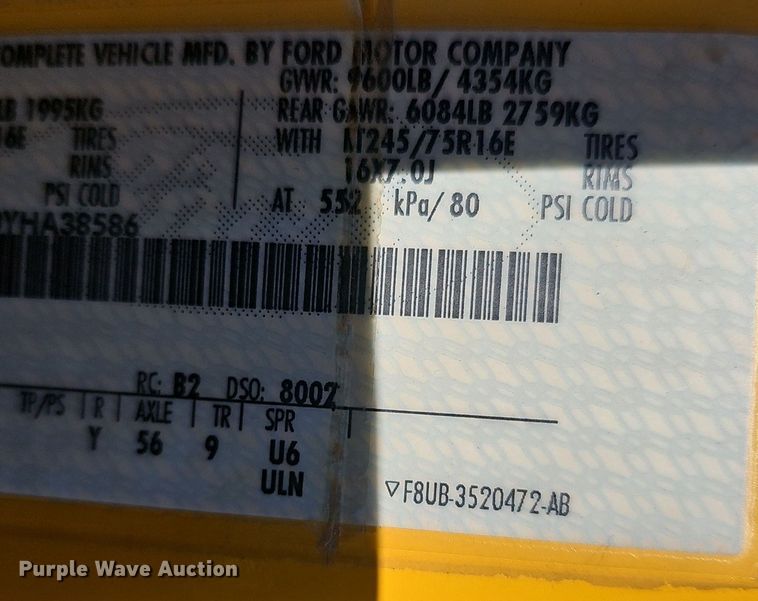 OMPLETE VEHICLE MFD. BY FORD MOTOR COMPANY
GVWR: 9600LB/ 4354KG
LB 1995KG REAR GAWR: 6084LB 2759KG
16E TIRES WITH LT245/75R16E TIRES
RIMS 16X7.0J RIMS
PSI COLD AT 552 kPa/ 80 PSI COLD
YHA38586
RC: B2 DSO: 8002
TP/PS R AXLE TR SPR
Y 56 9 U6
ULN
▽F8UB-3520472-AB
Purple Wave Auction